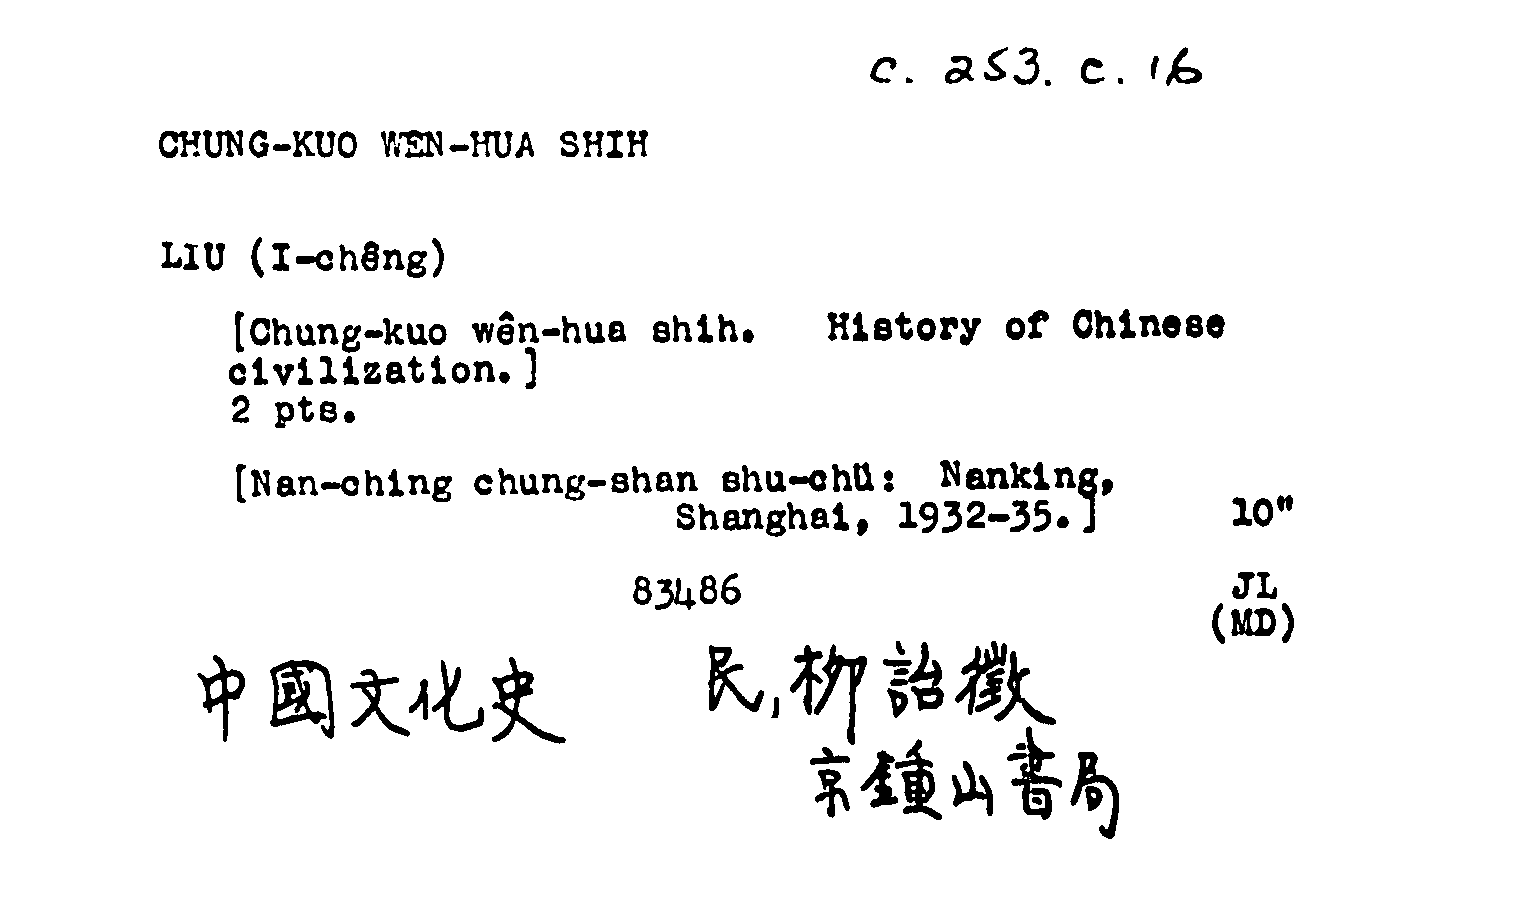 c. 253. c. 16
CHUNG-KUO WEN-HUA SHIH
LIU (I-chêng)
[Chung-kuo wên-hua shih. History of Chinese
civilization.]
2 pts.
[Nan-ching chung-shan shu-chü: Nanking,
Shanghai, 1932-35.] 10"
83486 JL
(MD)
中國文化史 民,柳詒徵
京鍾山書局